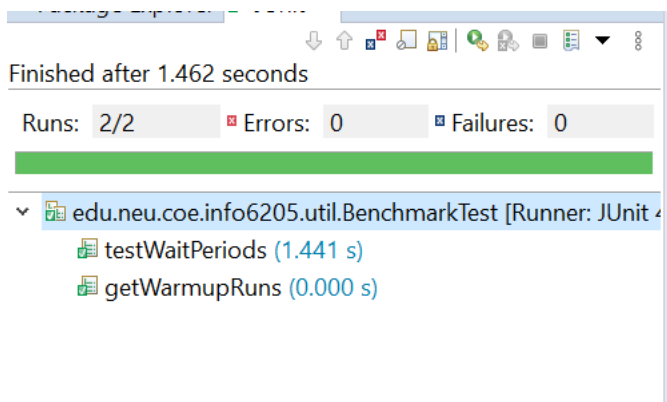 Finished after 1.462 seconds
Runs: 2/2 Errors: 0 Failures: 0
edu.neu.coe.info6205.util.BenchmarkTest [Runner: JUnit
testWaitPeriods (1.441 s)
getWarmupRuns (0.000 s)